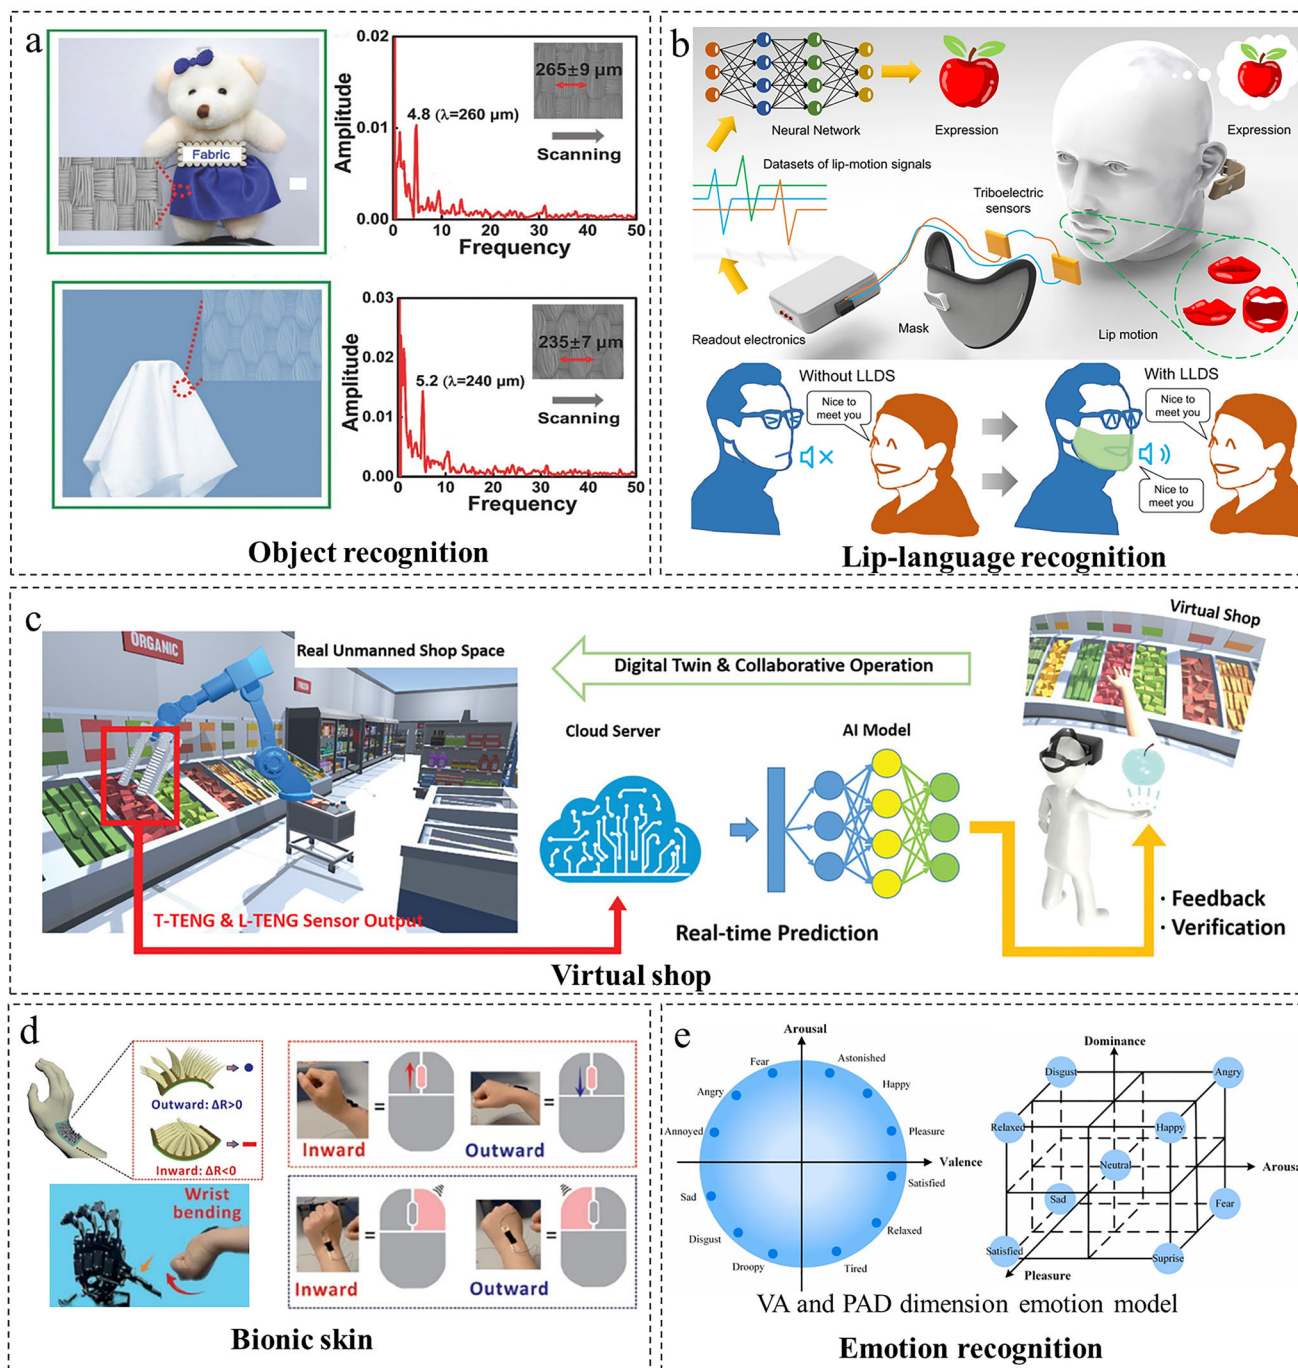 a
Fabric
0.02
0.01
0.00
Amplitude
4.8 (λ=260 µm)
265±9 µm
Scanning
0 10 20 30 40 50
Frequency
0.03
0.02
0.01
0.00
Amplitude
5.2 (λ=240 µm)
235±7 µm
Scanning
0 10 20 30 40 50
Frequency
Object recognition
b
Neural Network
Expression
Expression
Datasets of lip-motion signals
Triboelectric
sensors
Readout electronics
Mask
Lip motion
Without LLDS
Nice to
meet you
With LLDS
Nice to
meet you
Nice to
meet you
Lip-language recognition
c
ORGANIC
Real Unmanned Shop Space
Digital Twin & Collaborative Operation
Virtual Shop
Cloud Server
AI Model
T-TENG & L-TENG Sensor Output
Real-time Prediction
· Feedback
· Verification
Virtual shop
d
Outward: ΔR>0
Inward: ΔR<0
Wrist
bending
=
=
Inward
Outward
=
=
Inward
Outward
Bionic skin
e
Arousal
Fear
Astonished
Angry
Happy
Annoyed
Pleasure
Valence
Satisfied
Sad
Disgust
Relaxed
Droopy
Tired
Dominance
Disgust
Angry
Relaxed
Happy
Neutral
Arousa
Sad
Fear
Satisfied
Suprise
Pleasure
VA and PAD dimension emotion model
Emotion recognition